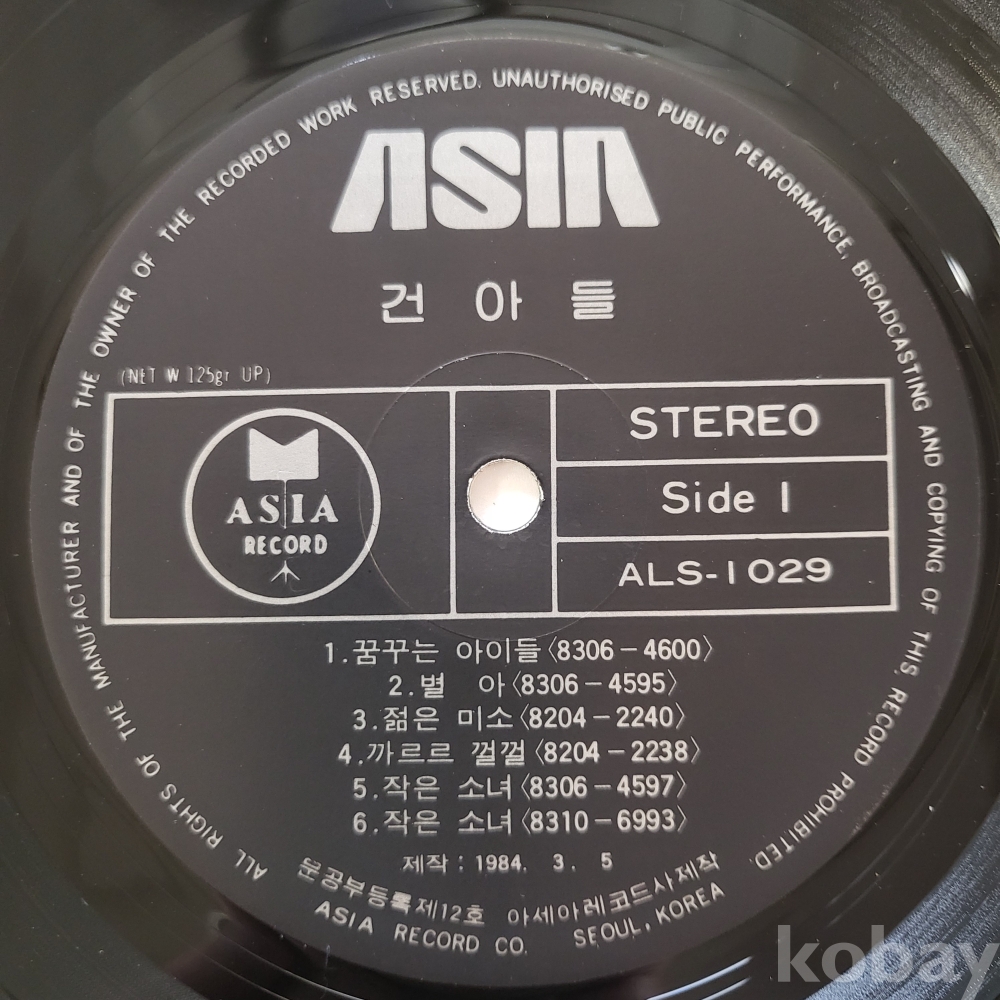 ALL RIGHTS OF THE MANUFACTURER AND OF THE OWNER OF THE RECORDED WORK RESERVED. UNAUTHORISED PUBLIC PERFORMANCE, BROADCASTING AND COPYING OF THIS, RECORD PROHIBITED.
ASIA
건 아 들
(NET W 125gr UP)
ASIA
RECORD
STEREO
Side 1
ALS-1029
1.꿈꾸는 아이들〈8306-4600〉
2.별 아〈8306-4595〉
3.젊은 미소〈8204-2240〉
4.까르르 껄껄〈8204-2238〉
5.작은 소녀〈8306-4597〉
6.작은 소녀〈8310-6993〉
제작 : 1984. 3. 5
문공부등록제12호 아세아레코드사제작
ASIA RECORD CO. SEOUL, KOREA
kobay